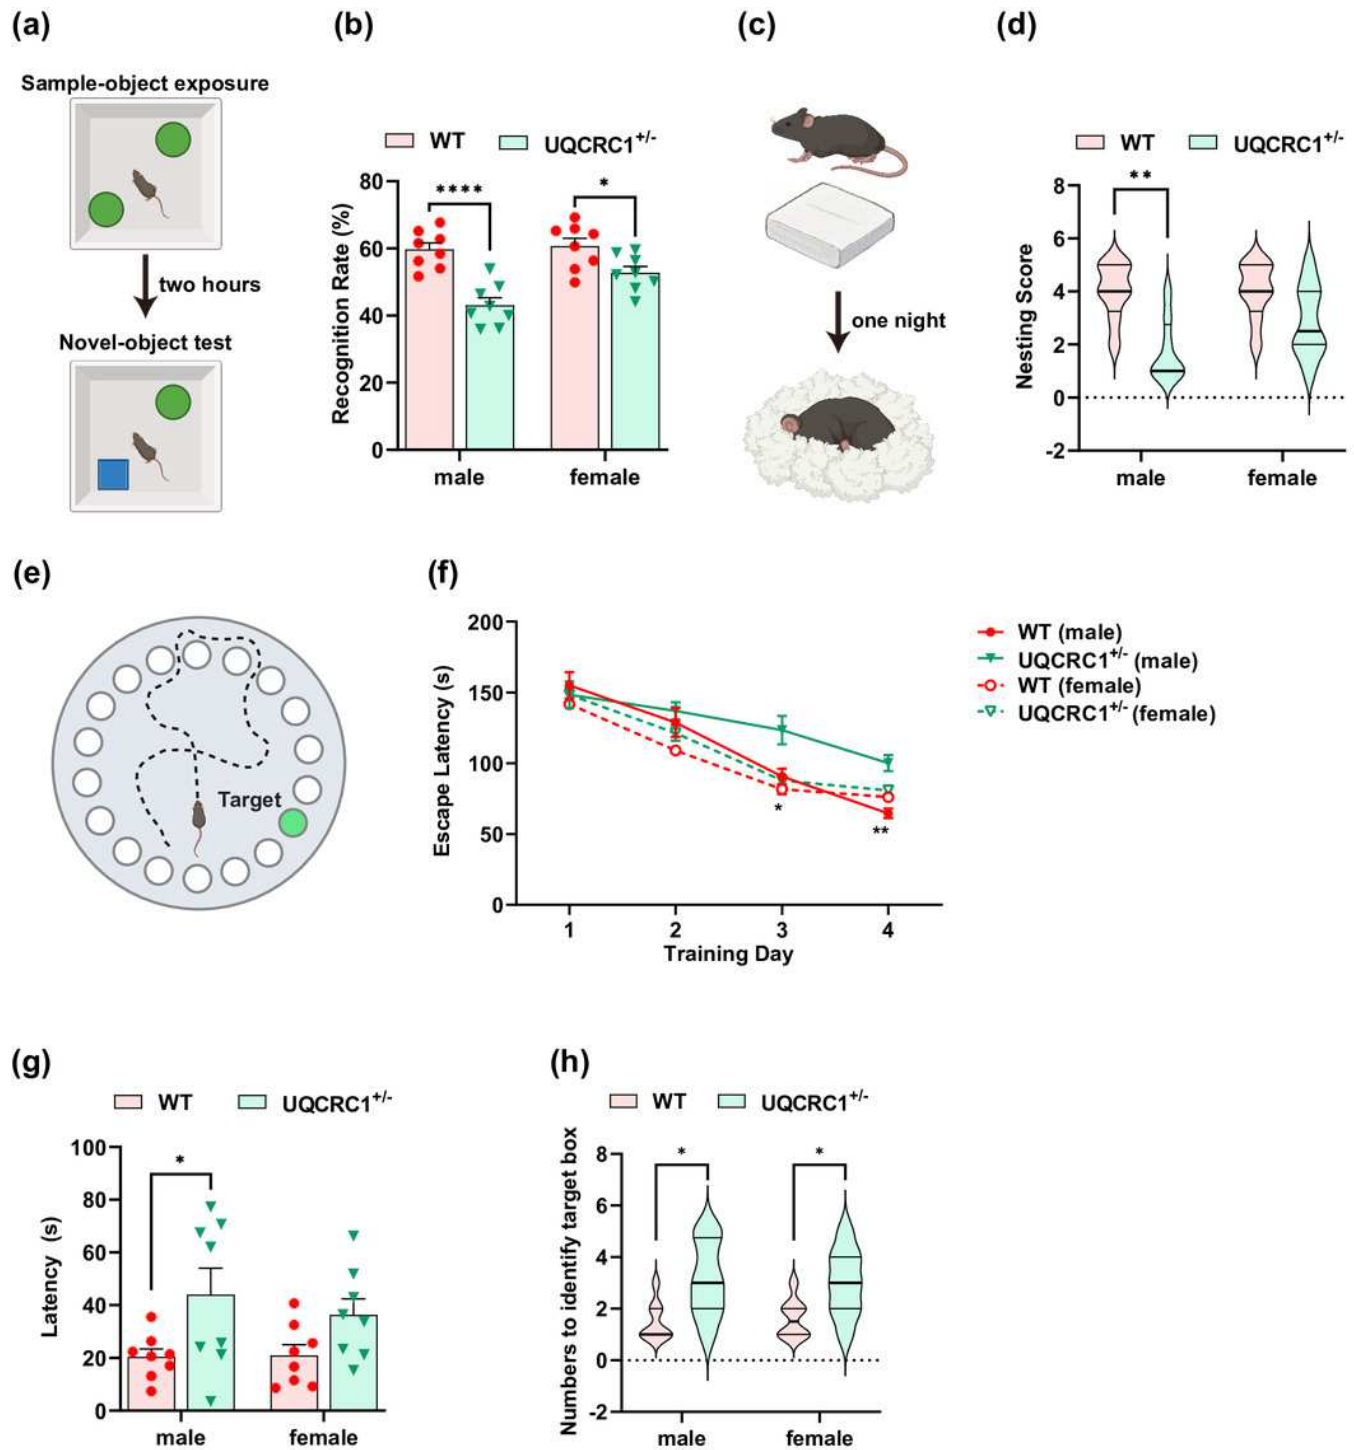 (a)
Sample-object exposure
two hours
Novel-object test
(b)
WT UQCRC1+/-
****
*
80
60
40
20
0
Recognition Rate (%)
male female
(c)
one night
(d)
WT UQCRC1+/-
**
8
6
4
2
0
-2
Nesting Score
male female
(e)
Target
(f)
200
150
100
50
0
Escape Latency (s)
*
**
1 2 3 4
Training Day
WT (male)
UQCRC1+/- (male)
WT (female)
UQCRC1+/- (female)
(g)
WT UQCRC1+/-
*
100
80
60
40
20
0
Latency (s)
male female
(h)
WT UQCRC1+/-
* *
8
6
4
2
0
-2
Numbers to identify target box
male female